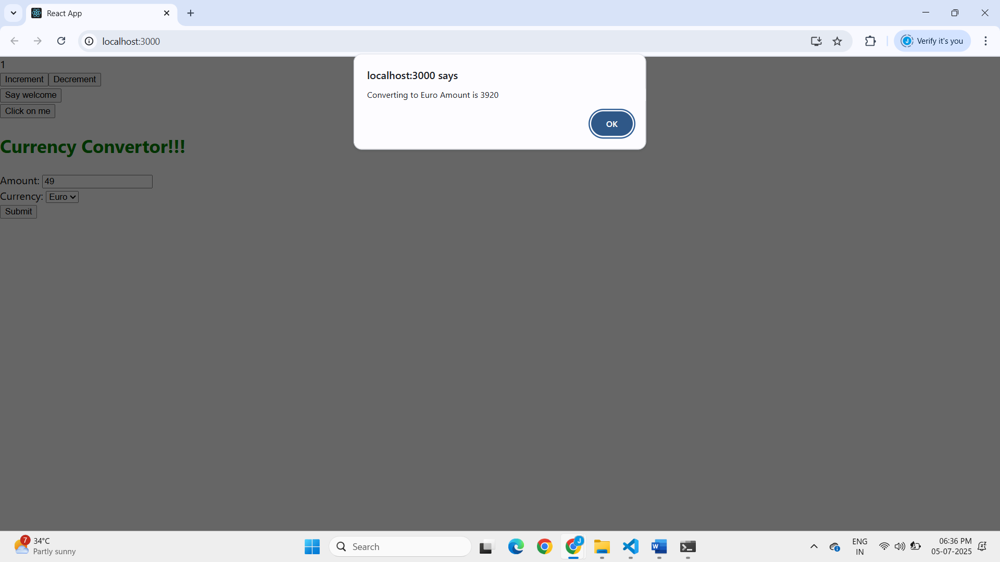 React App
localhost:3000
Verify it's you
1
Increment Decrement
Say welcome
Click on me
localhost:3000 says
Converting to Euro Amount is 3920
OK
Currency Convertor!!!
Amount: 49
Currency: Euro
Submit
7
34°C
Partly sunny
Search
J
W
ENG
IN
06:36 PM
05-07-2025